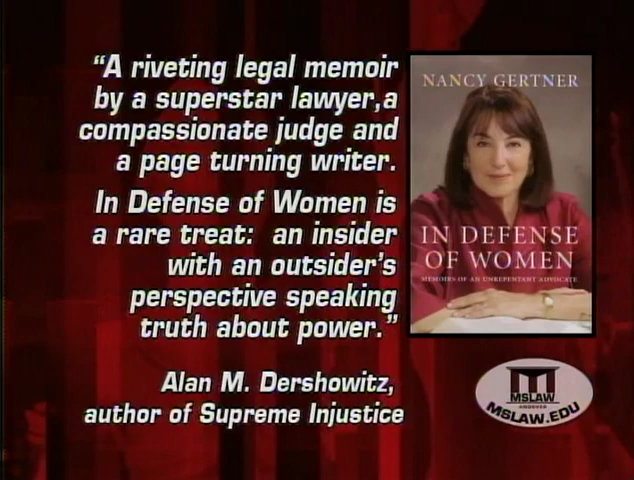 “A riveting legal memoir
by a superstar lawyer,a
compassionate judge and
a page turning writer.
In Defense of Women is
a rare treat: an insider
with an outsider’s
perspective speaking
truth about power.”
Alan M. Dershowitz,
author of Supreme Injustice
NANCY GERTNER
IN DEFENSE
OF WOMEN
MEMOIRS OF AN UNREPENTANT ADVOCATE
MSLAW
ANDOVER
MSLAW.EDU